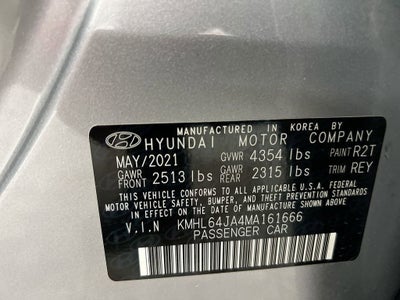 MANUFACTURED IN KOREA BY
HYUNDAI MOTOR COMPANY
MAY/2021 GVWR 4354 lbs PAINT R2T
GAWR FRONT 2513 lbs GAWR REAR 2315 lbs TRIM REY
THIS VEHICLE CONFORMS TO ALL APPLICABLE U.S.A. FEDERAL
MOTOR VEHICLE SAFETY, BUMPER, AND THEFT PREVENTION STANDARDS
IN EFFECT ON THE DATE OF MANUFACTURE SHOWN ABOVE.
V.I.N KMHL64JA4MA161666
PASSENGER CAR